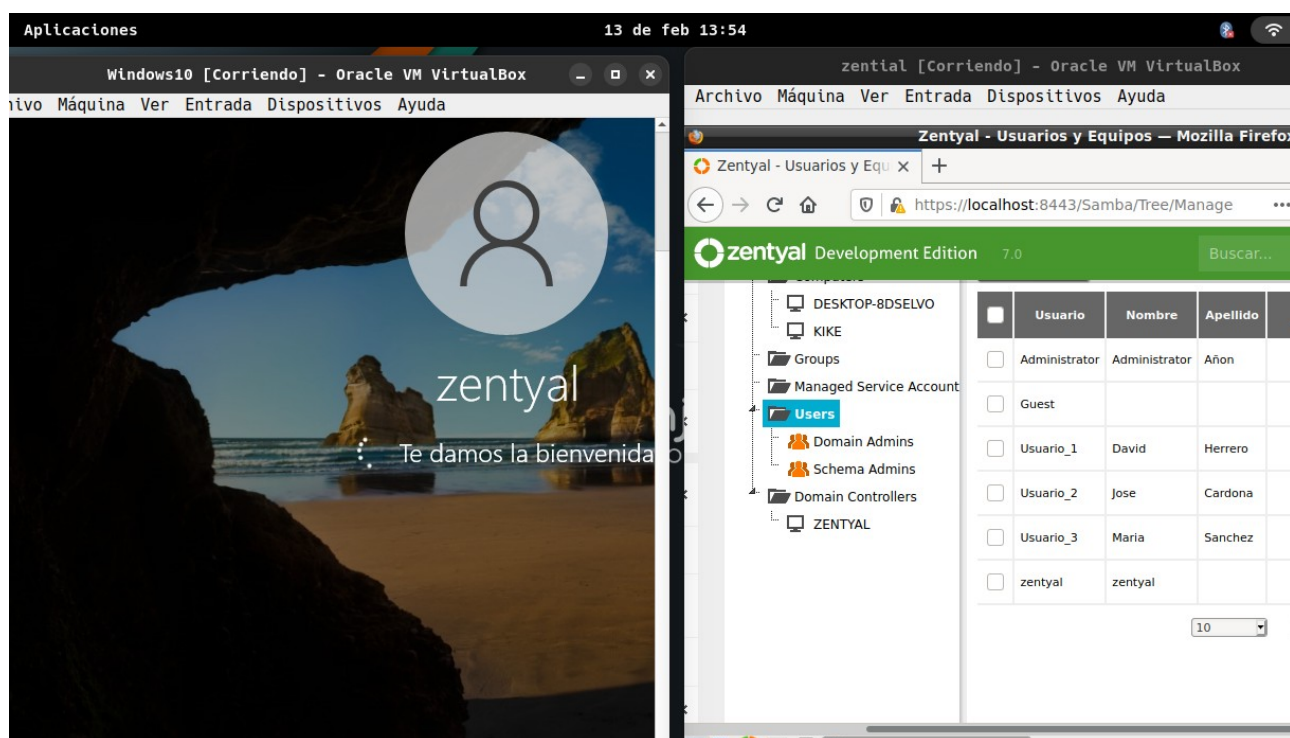 Aplicaciones
13 de feb 13:54
Windows10 [Corriendo] - Oracle VM VirtualBox
Máquina Ver Entrada Dispositivos Ayuda
zentyal
Te damos la bienvenida
zential [Corriendo] - Oracle VM VirtualBox
Archivo Máquina Ver Entrada Dispositivos Ayuda
Zentyal - Usuarios y Equipos — Mozilla Firefox
Zentyal - Usuarios y Equ
https://localhost:8443/Samba/Tree/Manage
zentyal Development Edition 7.0
Buscar...
DESKTOP-8DSELVO
KIKE
Groups
Managed Service Account
Users
Domain Admins
Schema Admins
Domain Controllers
ZENTYAL
Usuario Nombre Apellido
Administrator Administrator Añon
Guest
Usuario_1 David Herrero
Usuario_2 Jose Cardona
Usuario_3 Maria Sanchez
zentyal zentyal
10